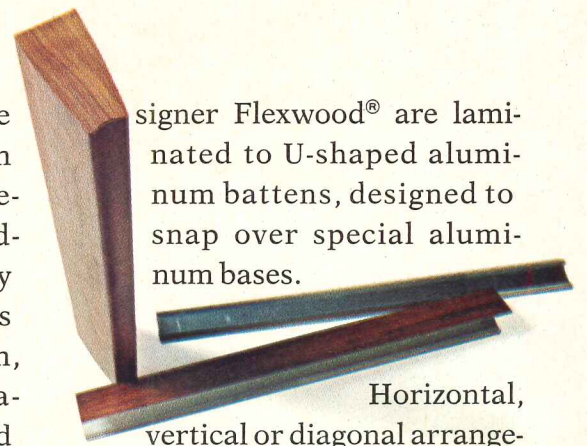 e
n
e-
d-
y
s
n,
a-
d
signer Flexwood® are lami-
nated to U-shaped alumi-
num battens, designed to
snap over special alumi-
num bases.
Horizontal,
vertical or diagonal arrange-